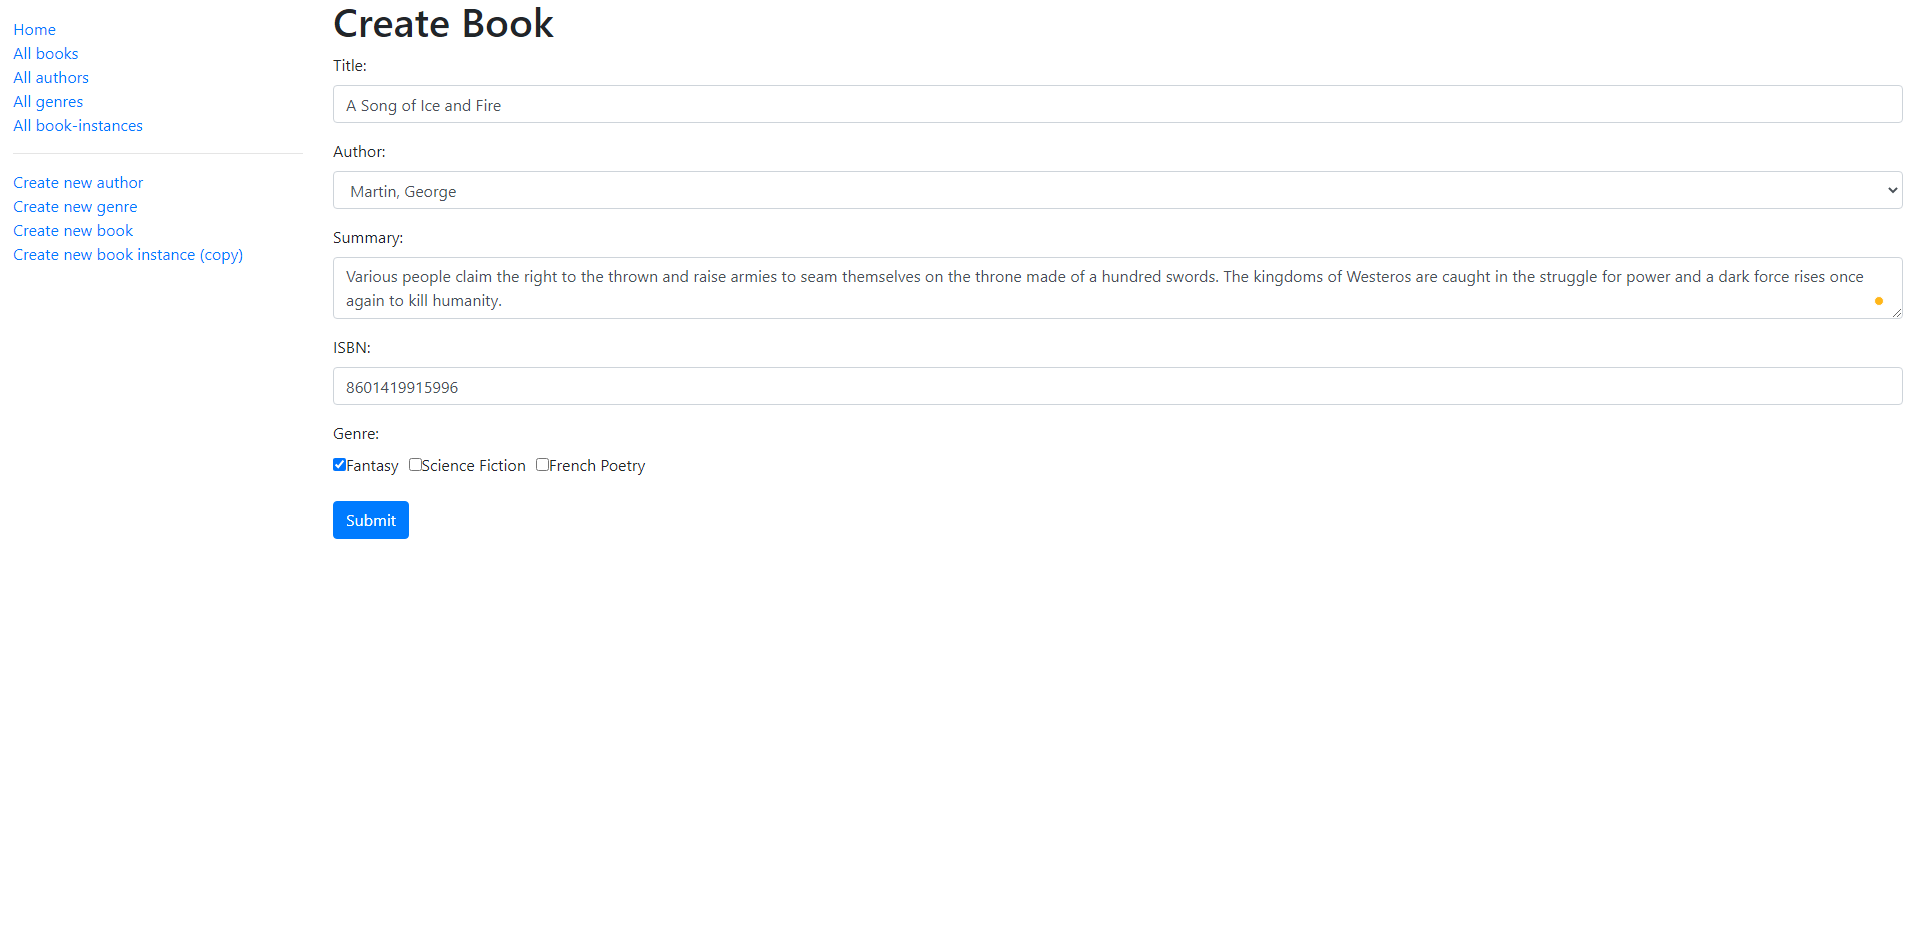 Home
All books
All authors
All genres
All book-instances
Create new author
Create new genre
Create new book
Create new book instance (copy)
Create Book
Title:
A Song of Ice and Fire
Author:
Martin, George
Summary:
Various people claim the right to the thrown and raise armies to seam themselves on the throne made of a hundred swords. The kingdoms of Westeros are caught in the struggle for power and a dark force rises once
again to kill humanity.
ISBN:
8601419915996
Genre:
Fantasy Science Fiction French Poetry
Submit